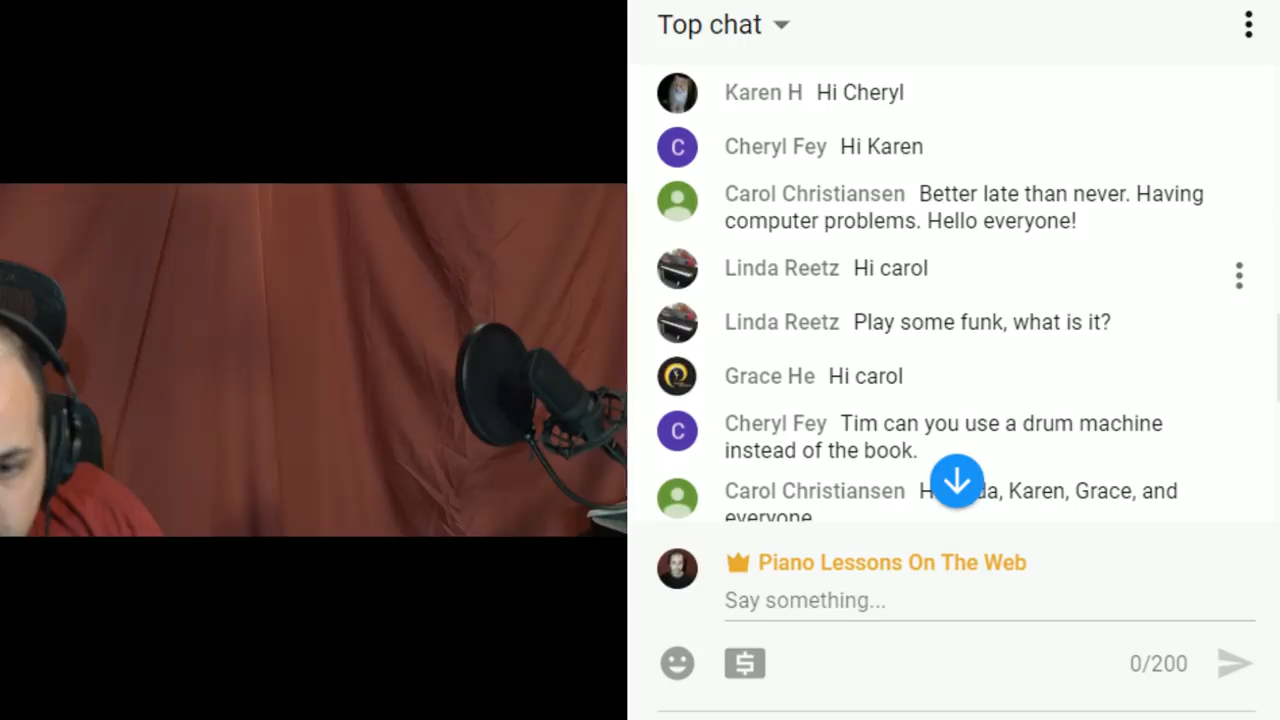 Top chat
Karen H Hi Cheryl
C Cheryl Fey Hi Karen
Carol Christiansen Better late than never. Having
computer problems. Hello everyone!
Linda Reetz Hi carol
Linda Reetz Play some funk, what is it?
Grace He Hi carol
C Cheryl Fey Tim can you use a drum machine
instead of the book.
Carol Christiansen Karen, Grace, and
everyone
Piano Lessons On The Web
Say something...
0/200